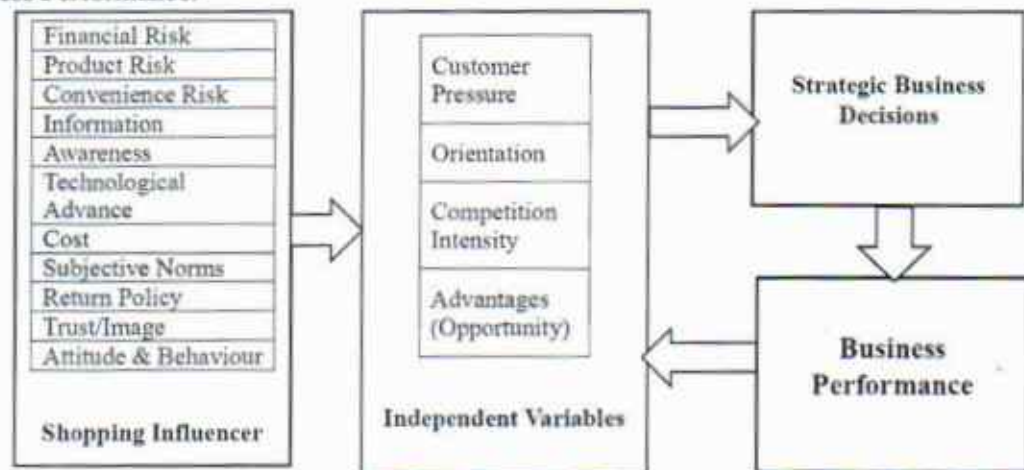 Financial Risk
Product Risk
Convenience Risk
Information
Awareness
Technological
Advance
Cost
Subjective Norms
Return Policy
Trust/Image
Attitude & Behaviour
Shopping Influencer
Customer
Pressure
Orientation
Competition
Intensity
Advantages
(Opportunity)
Independent Variables
Strategic Business
Decisions
Business
Performance